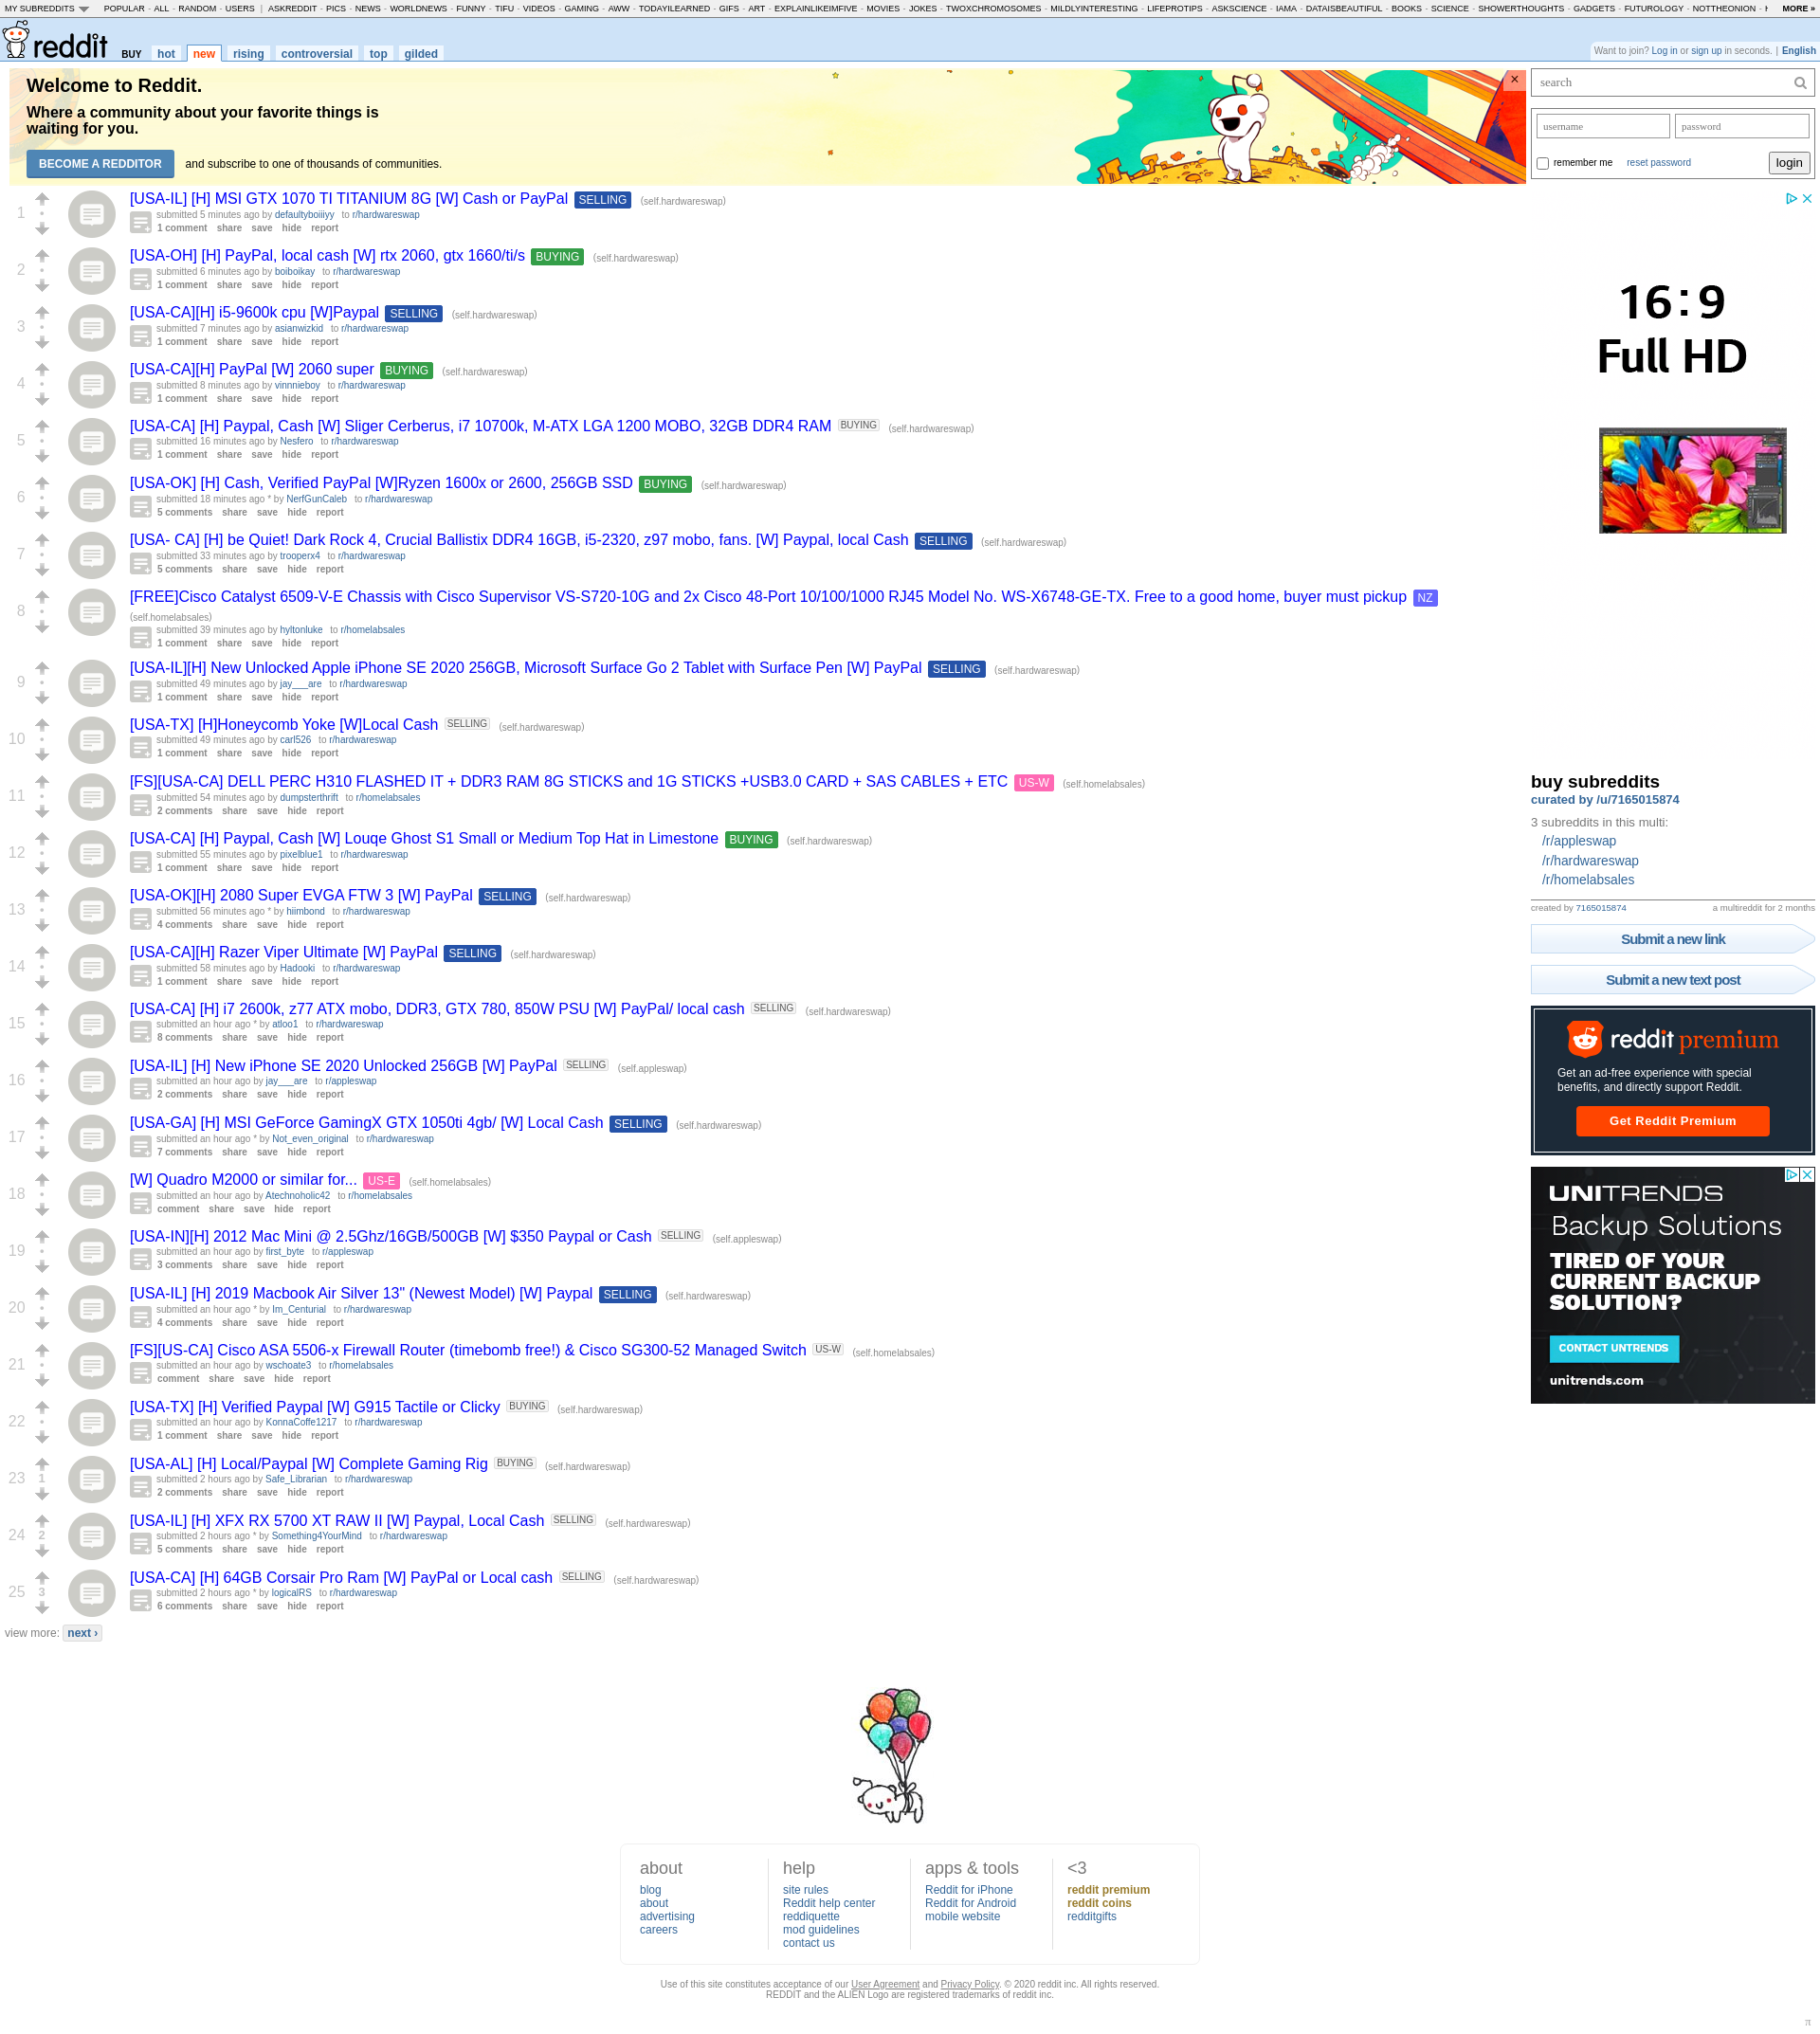 MY SUBREDDITS POPULAR - ALL - RANDOM - USERS | ASKREDDIT - PICS - NEWS - WORLDNEWS - FUNNY - TIFU - VIDEOS - GAMING - AWW - TODAYILEARNED - GIFS - ART - EXPLAINLIKEIMFIVE - MOVIES - JOKES - TWOXCHROMOSOMES - MILDLYINTERESTING - LIFEPROTIPS - ASKSCIENCE - IAMA - DATAISBEAUTIFUL - BOOKS - SCIENCE - SHOWERTHOUGHTS - GADGETS - FUTUROLOGY - NOTTHEONION - MORE »
reddit BUY hot new rising controversial top gilded
Want to join? Log in or sign up in seconds. | English
Welcome to Reddit.
Where a community about your favorite things is
waiting for you.
BECOME A REDDITOR and subscribe to one of thousands of communities.
×
search
username password
remember me reset password login
1
[USA-IL] [H] MSI GTX 1070 TI TITANIUM 8G [W] Cash or PayPal SELLING (self.hardwareswap)
submitted 5 minutes ago by defaultyboiiiyy to r/hardwareswap
1 comment share save hide report
2
[USA-OH] [H] PayPal, local cash [W] rtx 2060, gtx 1660/ti/s BUYING (self.hardwareswap)
submitted 6 minutes ago by boiboikay to r/hardwareswap
1 comment share save hide report
3
[USA-CA][H] i5-9600k cpu [W]Paypal SELLING (self.hardwareswap)
submitted 7 minutes ago by asianwizkid to r/hardwareswap
1 comment share save hide report
4
[USA-CA][H] PayPal [W] 2060 super BUYING (self.hardwareswap)
submitted 8 minutes ago by vinnnieboy to r/hardwareswap
1 comment share save hide report
5
[USA-CA] [H] Paypal, Cash [W] Sliger Cerberus, i7 10700k, M-ATX LGA 1200 MOBO, 32GB DDR4 RAM BUYING (self.hardwareswap)
submitted 16 minutes ago by Nesfero to r/hardwareswap
1 comment share save hide report
6
[USA-OK] [H] Cash, Verified PayPal [W]Ryzen 1600x or 2600, 256GB SSD BUYING (self.hardwareswap)
submitted 18 minutes ago * by NerfGunCaleb to r/hardwareswap
5 comments share save hide report
7
[USA- CA] [H] be Quiet! Dark Rock 4, Crucial Ballistix DDR4 16GB, i5-2320, z97 mobo, fans. [W] Paypal, local Cash SELLING (self.hardwareswap)
submitted 33 minutes ago by trooperx4 to r/hardwareswap
5 comments share save hide report
8
[FREE]Cisco Catalyst 6509-V-E Chassis with Cisco Supervisor VS-S720-10G and 2x Cisco 48-Port 10/100/1000 RJ45 Model No. WS-X6748-GE-TX. Free to a good home, buyer must pickup NZ
(self.homelabsales)
submitted 39 minutes ago by hyltonluke to r/homelabsales
1 comment share save hide report
9
[USA-IL][H] New Unlocked Apple iPhone SE 2020 256GB, Microsoft Surface Go 2 Tablet with Surface Pen [W] PayPal SELLING (self.hardwareswap)
submitted 49 minutes ago by jay___are to r/hardwareswap
1 comment share save hide report
10
[USA-TX] [H]Honeycomb Yoke [W]Local Cash SELLING (self.hardwareswap)
submitted 49 minutes ago by carl526 to r/hardwareswap
1 comment share save hide report
11
[FS][USA-CA] DELL PERC H310 FLASHED IT + DDR3 RAM 8G STICKS and 1G STICKS +USB3.0 CARD + SAS CABLES + ETC US-W (self.homelabsales)
submitted 54 minutes ago by dumpsterthrift to r/homelabsales
2 comments share save hide report
12
[USA-CA] [H] Paypal, Cash [W] Louqe Ghost S1 Small or Medium Top Hat in Limestone BUYING (self.hardwareswap)
submitted 55 minutes ago by pixelblue1 to r/hardwareswap
1 comment share save hide report
13
[USA-OK][H] 2080 Super EVGA FTW 3 [W] PayPal SELLING (self.hardwareswap)
submitted 56 minutes ago * by hiimbond to r/hardwareswap
4 comments share save hide report
14
[USA-CA][H] Razer Viper Ultimate [W] PayPal SELLING (self.hardwareswap)
submitted 58 minutes ago by Hadooki to r/hardwareswap
1 comment share save hide report
15
[USA-CA] [H] i7 2600k, z77 ATX mobo, DDR3, GTX 780, 850W PSU [W] PayPal/ local cash SELLING (self.hardwareswap)
submitted an hour ago * by atloo1 to r/hardwareswap
8 comments share save hide report
16
[USA-IL] [H] New iPhone SE 2020 Unlocked 256GB [W] PayPal SELLING (self.appleswap)
submitted an hour ago by jay___are to r/appleswap
2 comments share save hide report
17
[USA-GA] [H] MSI GeForce GamingX GTX 1050ti 4gb/ [W] Local Cash SELLING (self.hardwareswap)
submitted an hour ago * by Not_even_original to r/hardwareswap
7 comments share save hide report
18
[W] Quadro M2000 or similar for... US-E (self.homelabsales)
submitted an hour ago by Atechnoholic42 to r/homelabsales
comment share save hide report
19
[USA-IN][H] 2012 Mac Mini @ 2.5Ghz/16GB/500GB [W] $350 Paypal or Cash SELLING (self.appleswap)
submitted an hour ago by first_byte to r/appleswap
3 comments share save hide report
20
[USA-IL] [H] 2019 Macbook Air Silver 13" (Newest Model) [W] Paypal SELLING (self.hardwareswap)
submitted an hour ago * by Im_Centurial to r/hardwareswap
4 comments share save hide report
21
[FS][US-CA] Cisco ASA 5506-x Firewall Router (timebomb free!) & Cisco SG300-52 Managed Switch US-W (self.homelabsales)
submitted an hour ago by wschoate3 to r/homelabsales
comment share save hide report
22
[USA-TX] [H] Verified Paypal [W] G915 Tactile or Clicky BUYING (self.hardwareswap)
submitted an hour ago by KonnaCoffe1217 to r/hardwareswap
1 comment share save hide report
23 1
[USA-AL] [H] Local/Paypal [W] Complete Gaming Rig BUYING (self.hardwareswap)
submitted 2 hours ago by Safe_Librarian to r/hardwareswap
2 comments share save hide report
24 2
[USA-IL] [H] XFX RX 5700 XT RAW II [W] Paypal, Local Cash SELLING (self.hardwareswap)
submitted 2 hours ago * by Something4YourMind to r/hardwareswap
5 comments share save hide report
25 3
[USA-CA] [H] 64GB Corsair Pro Ram [W] PayPal or Local cash SELLING (self.hardwareswap)
submitted 2 hours ago * by logicalRS to r/hardwareswap
6 comments share save hide report
view more: next ›
16:9
Full HD
buy subreddits
curated by /u/7165015874
3 subreddits in this multi:
/r/appleswap
/r/hardwareswap
/r/homelabsales
created by 7165015874 a multireddit for 2 months
Submit a new link
Submit a new text post
reddit premium
Get an ad-free experience with special
benefits, and directly support Reddit.
Get Reddit Premium
UNITRENDS
Backup Solutions
TIRED OF YOUR
CURRENT BACKUP
SOLUTION?
CONTACT UNTRENDS
unitrends.com
about
blog
about
advertising
careers
help
site rules
Reddit help center
reddiquette
mod guidelines
contact us
apps & tools
Reddit for iPhone
Reddit for Android
mobile website
<3
reddit premium
reddit coins
redditgifts
Use of this site constitutes acceptance of our User Agreement and Privacy Policy. © 2020 reddit inc. All rights reserved.
REDDIT and the ALIEN Logo are registered trademarks of reddit inc.
π